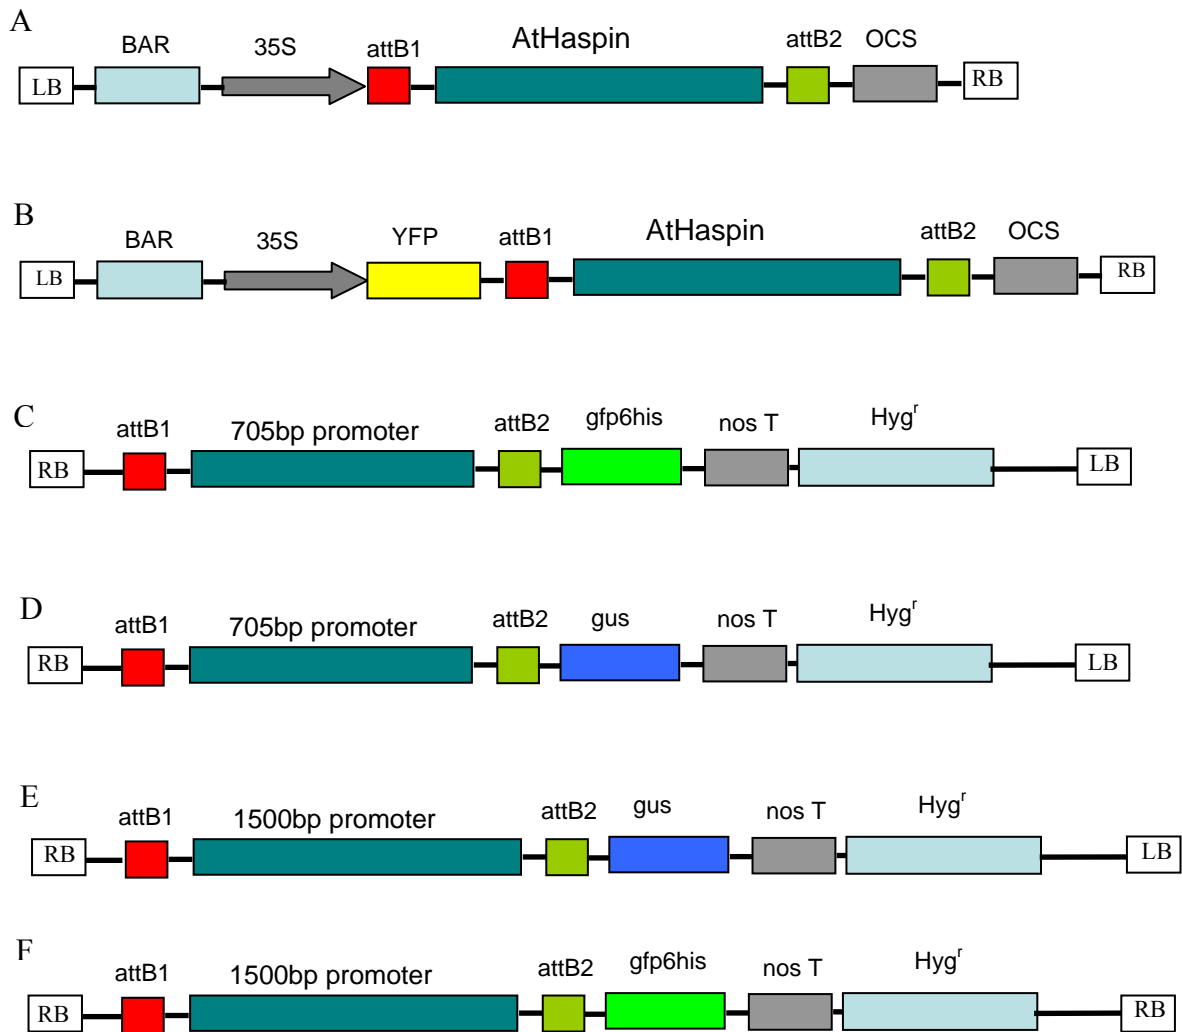 A
BAR 35S attB1 AtHaspin attB2 OCS
LB RB
B
BAR 35S YFP attB1 AtHaspin attB2 OCS
LB RB
C
attB1 705bp promoter attB2 gfp6his nos T Hygʳ
RB LB
D
attB1 705bp promoter attB2 gus nos T Hygʳ
RB LB
E
attB1 1500bp promoter attB2 gus nos T Hygʳ
RB LB
F
attB1 1500bp promoter attB2 gfp6his nos T Hygʳ
RB RB